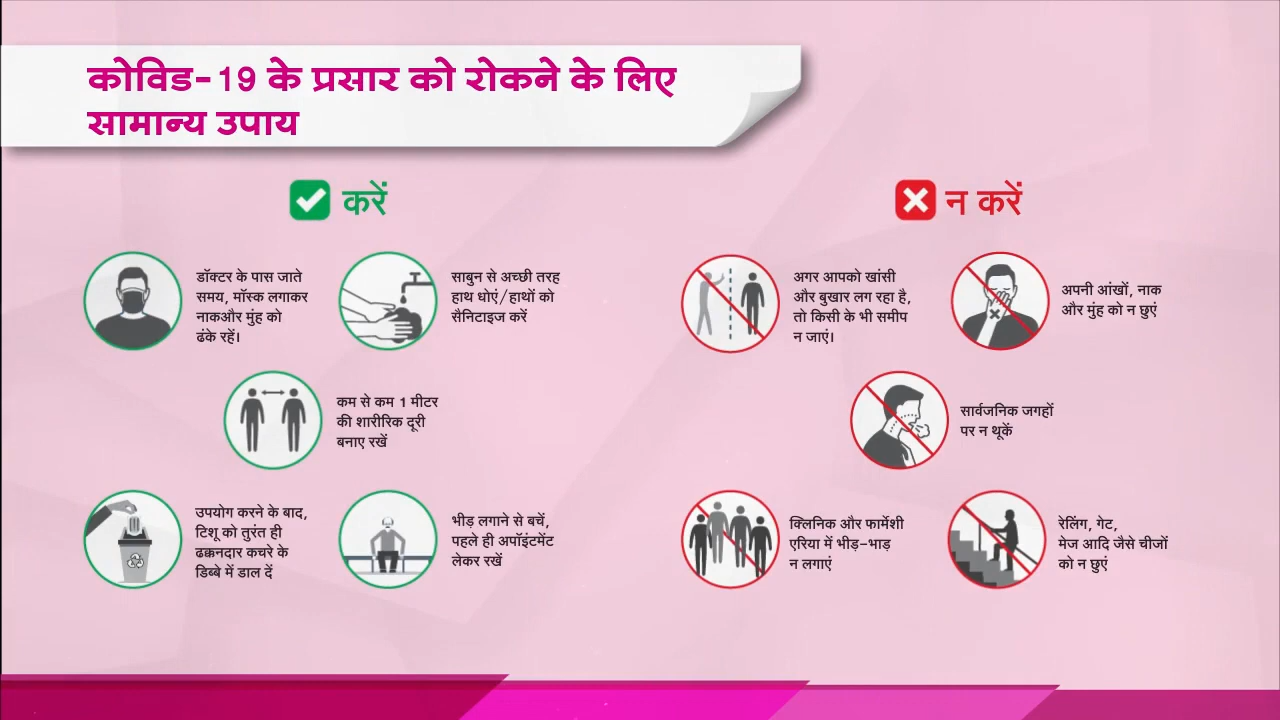 कोविड-19 के प्रसार को रोकने के लिए
सामान्य उपाय
करें
डॉक्टर के पास जाते
समय, मॉस्क लगाकर
नाकऔर मुंह को
ढंके रहें।
साबुन से अच्छी तरह
हाथ धोएं/हाथों को
सैनिटाइज करें
कम से कम 1 मीटर
की शारीरिक दूरी
बनाए रखें
उपयोग करने के बाद,
टिशू को तुरंत ही
ढक्कनदार कचरे के
डिब्बे में डाल दें
भीड़ लगाने से बचें,
पहले ही अपॉइंटमेंट
लेकर रखें
न करें
अगर आपको खांसी
और बुखार लग रहा है,
तो किसी के भी समीप
न जाएं।
अपनी आंखों, नाक
और मुंह को न छुएं
सार्वजनिक जगहों
पर न थूकें
क्लिनिक और फार्मेशी
एरिया में भीड़-भाड़
न लगाएं
रेलिंग, गेट,
मेज आदि जैसे चीजों
को न छुएं